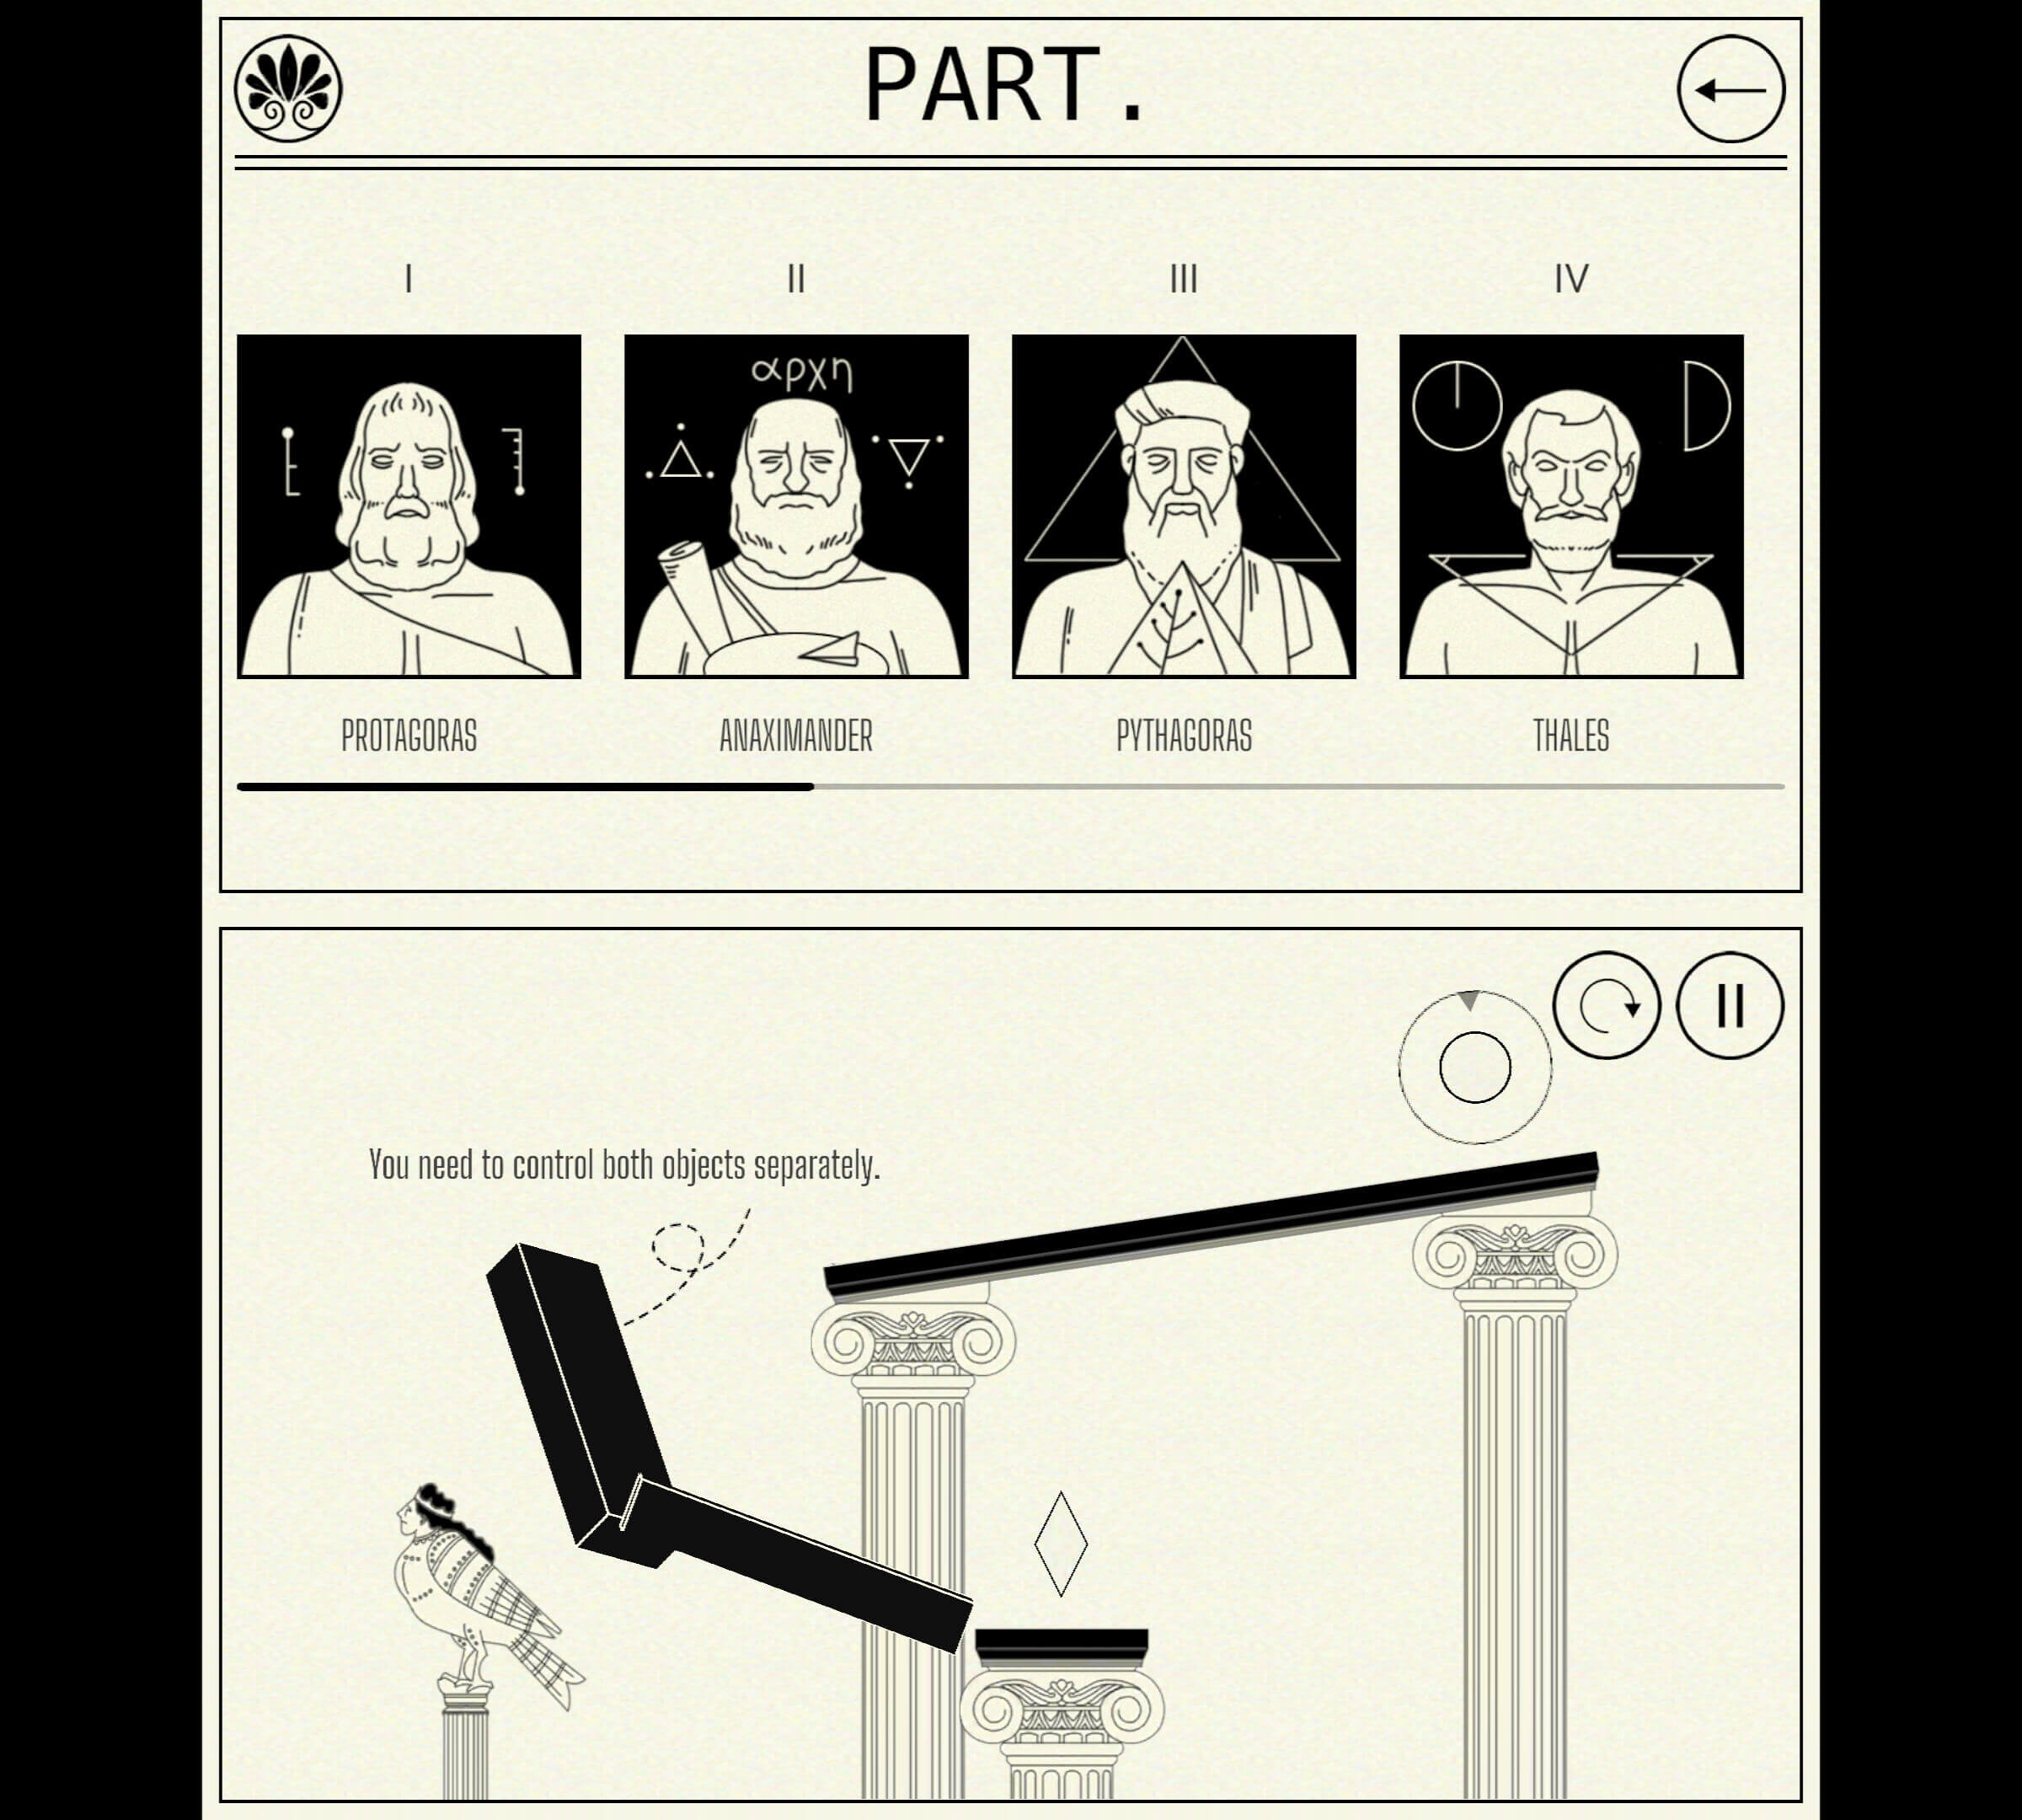 PART.
I
II
III
IV
αρχη
PROTAGORAS
ANAXIMANDER
PYTHAGORAS
THALES
You need to control both objects separately.